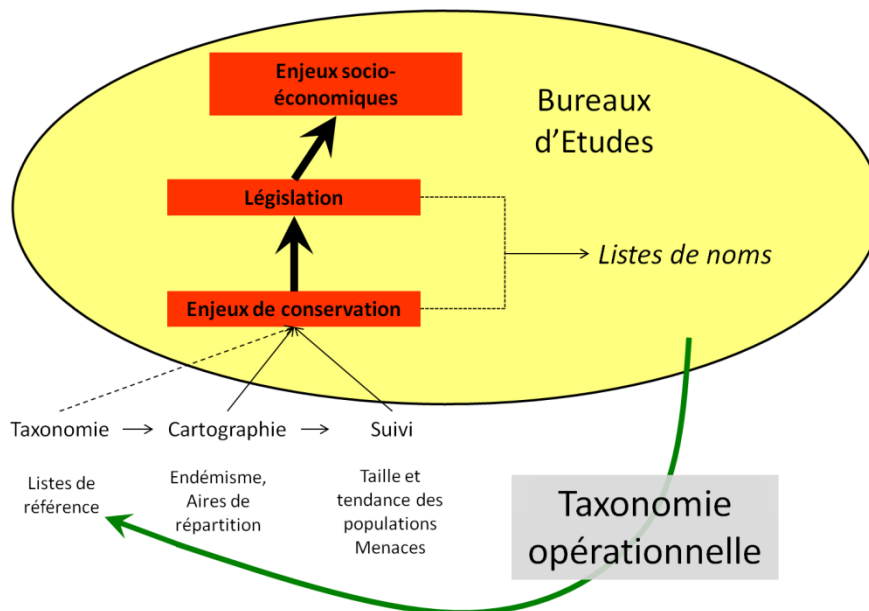 Enjeux socio-
économiques
Bureaux
d'Etudes
Législation
Listes de noms
Enjeux de conservation
Taxonomie
Cartographie
Suivi
Listes de
référence
Endémisme,
Aires de
répartition
Taille et
tendance des
populations
Menaces
Taxonomie
opérationnelle